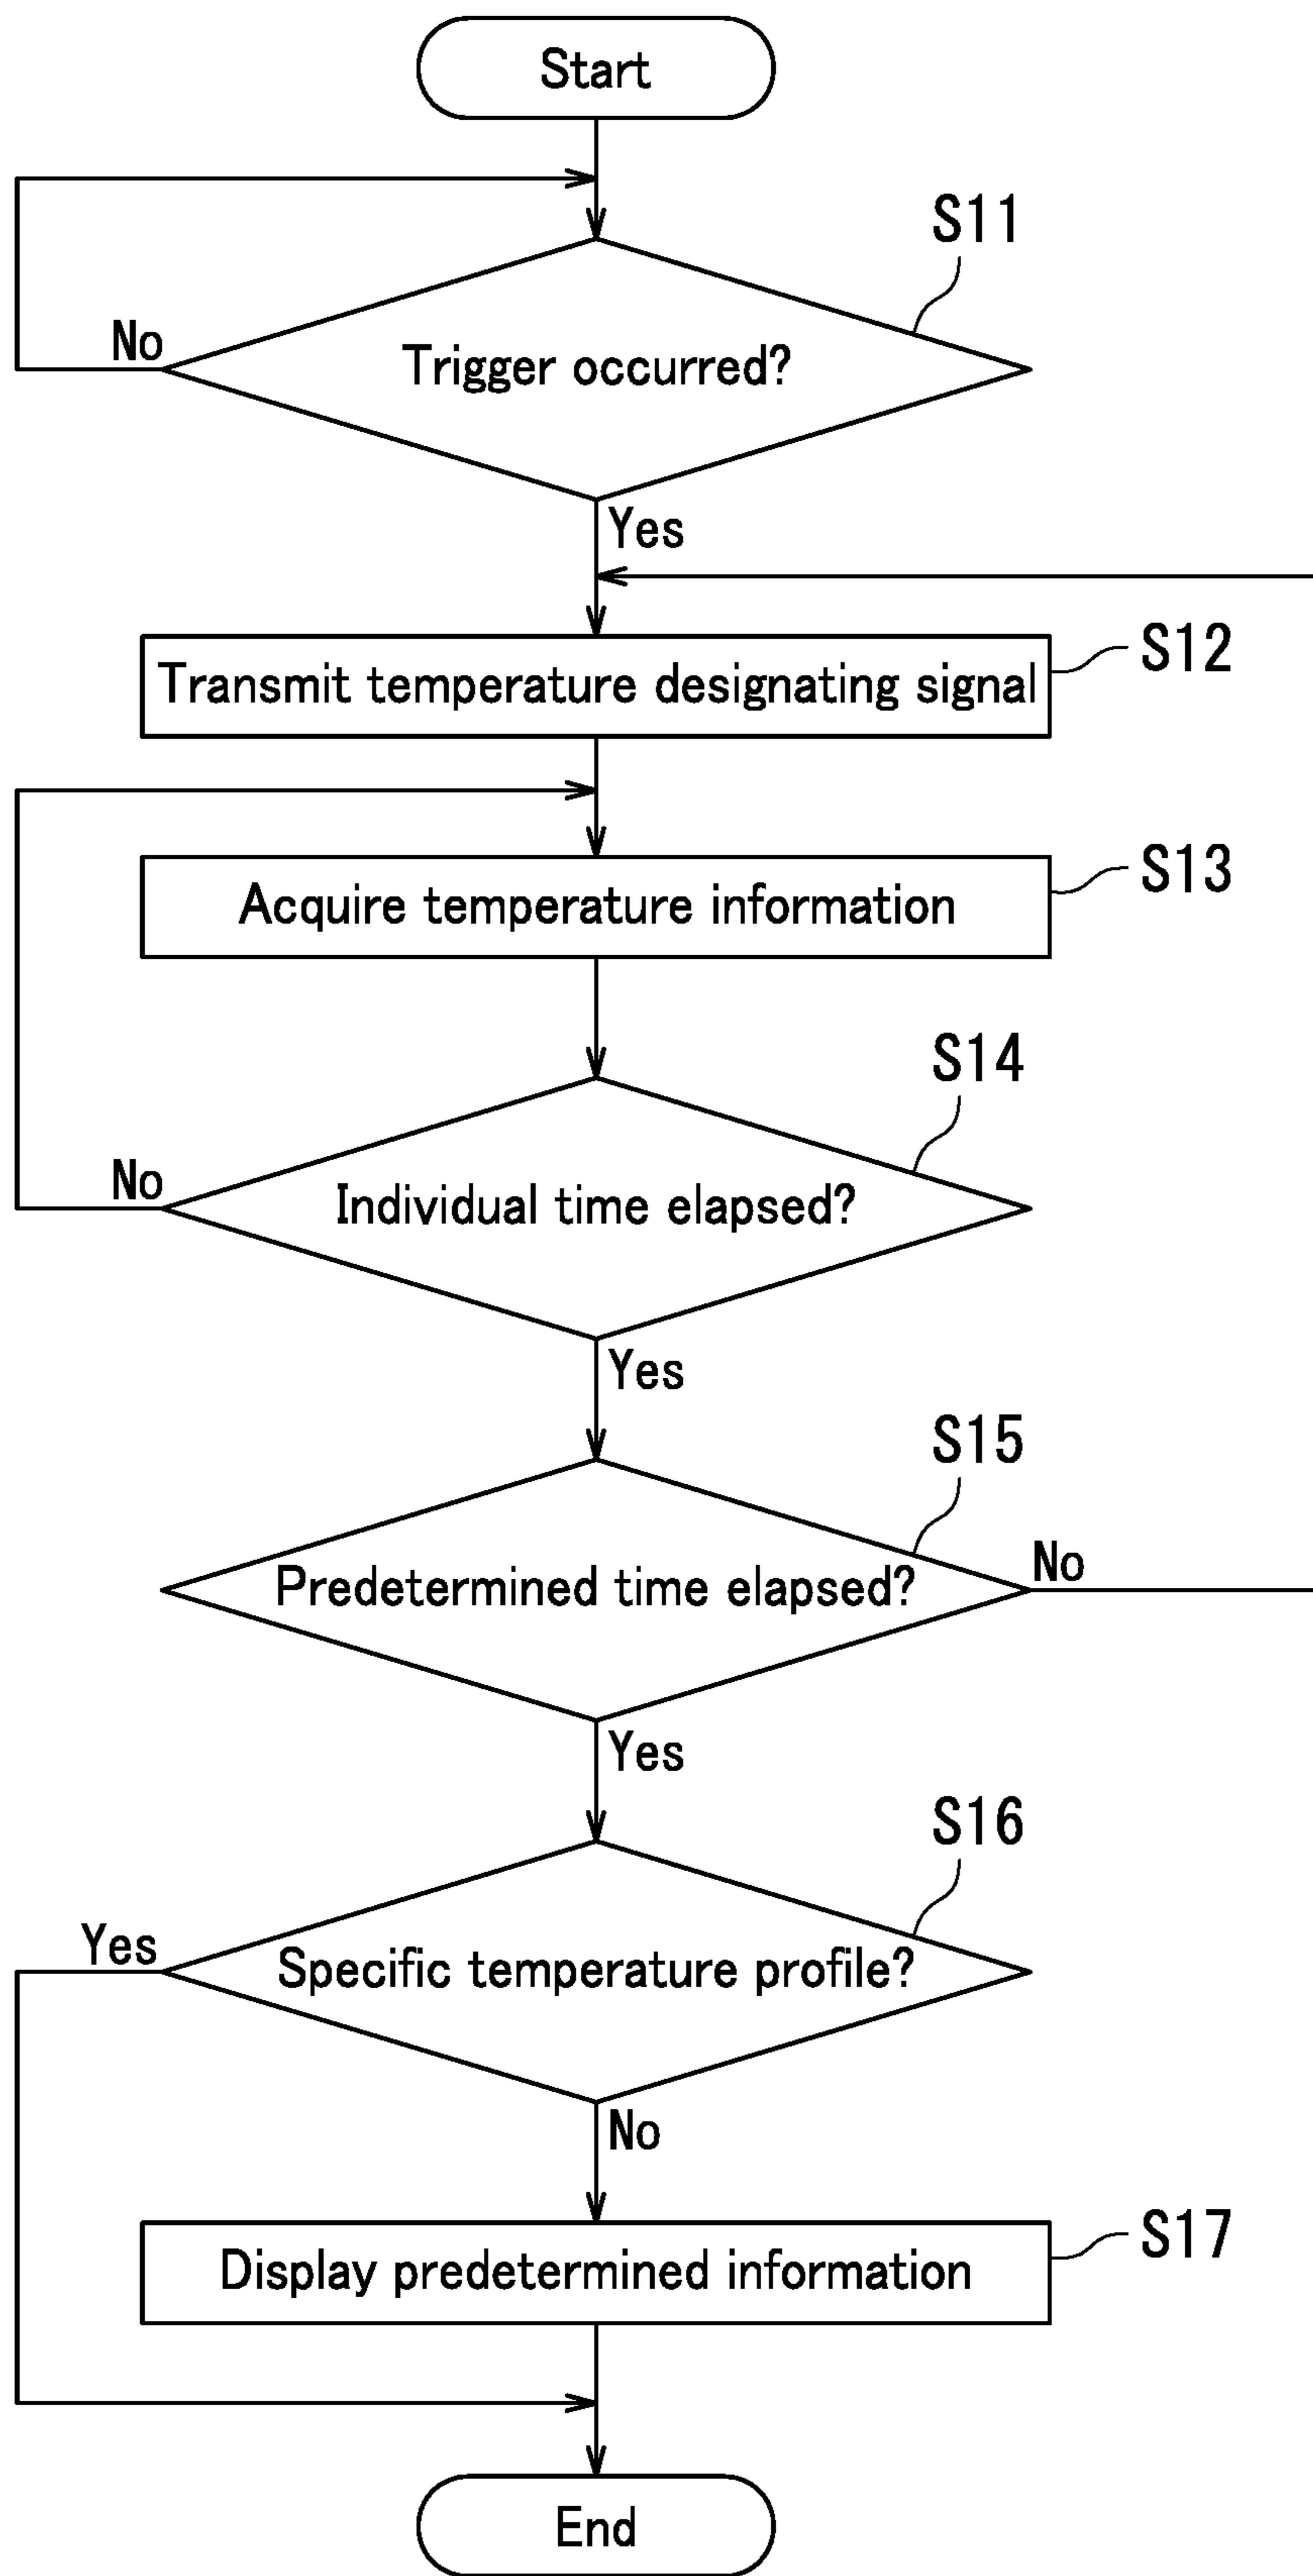 Start
S11
No
Trigger occurred?
Yes
S12
Transmit temperature designating signal
S13
Acquire temperature information
S14
No
Individual time elapsed?
Yes
S15
Predetermined time elapsed?
No
Yes
S16
Yes
Specific temperature profile?
No
S17
Display predetermined information
End